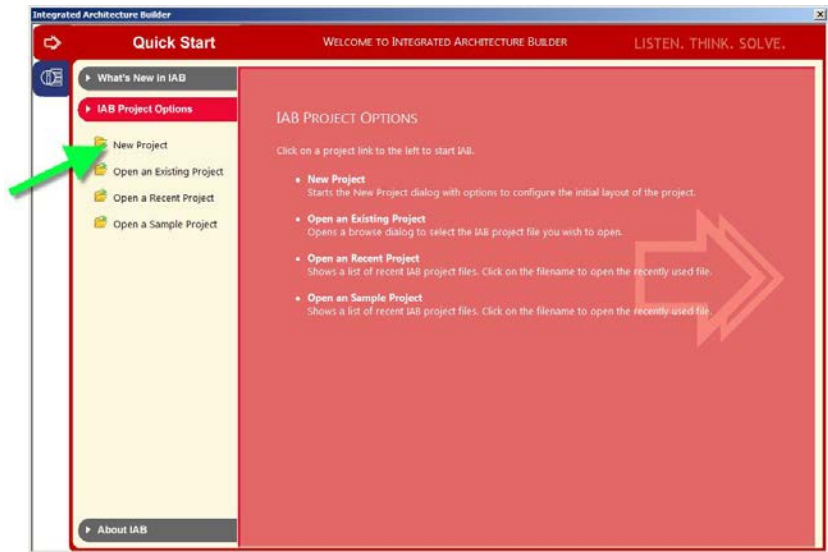 Integrated Architecture Builder
Quick Start
WELCOME TO INTEGRATED ARCHITECTURE BUILDER
LISTEN. THINK. SOLVE.
What's New in IAB
IAB Project Options
New Project
Open an Existing Project
Open a Recent Project
Open a Sample Project
About IAB
IAB PROJECT OPTIONS
Click on a project link to the left to start IAB.
• New Project
Starts the New Project dialog with options to configure the initial layout of the project.
• Open an Existing Project
Opens a browse dialog to select the IAB project file you wish to open.
• Open an Recent Project
Shows a list of recent IAB project files. Click on the filename to open the recently used file.
• Open an Sample Project
Shows a list of recent IAB project files. Click on the filename to open the recently used file.